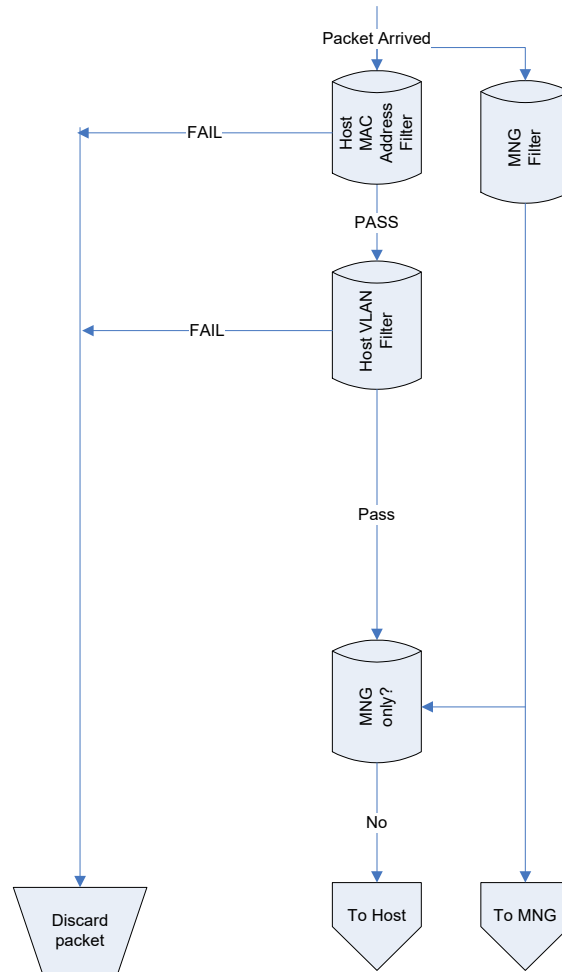 Packet Arrived
Host
MAC
Address
Filter
MNG
Filter
FAIL
PASS
Host VLAN
Filter
FAIL
Pass
MNG
only?
No
Discard
packet
To Host
To MNG